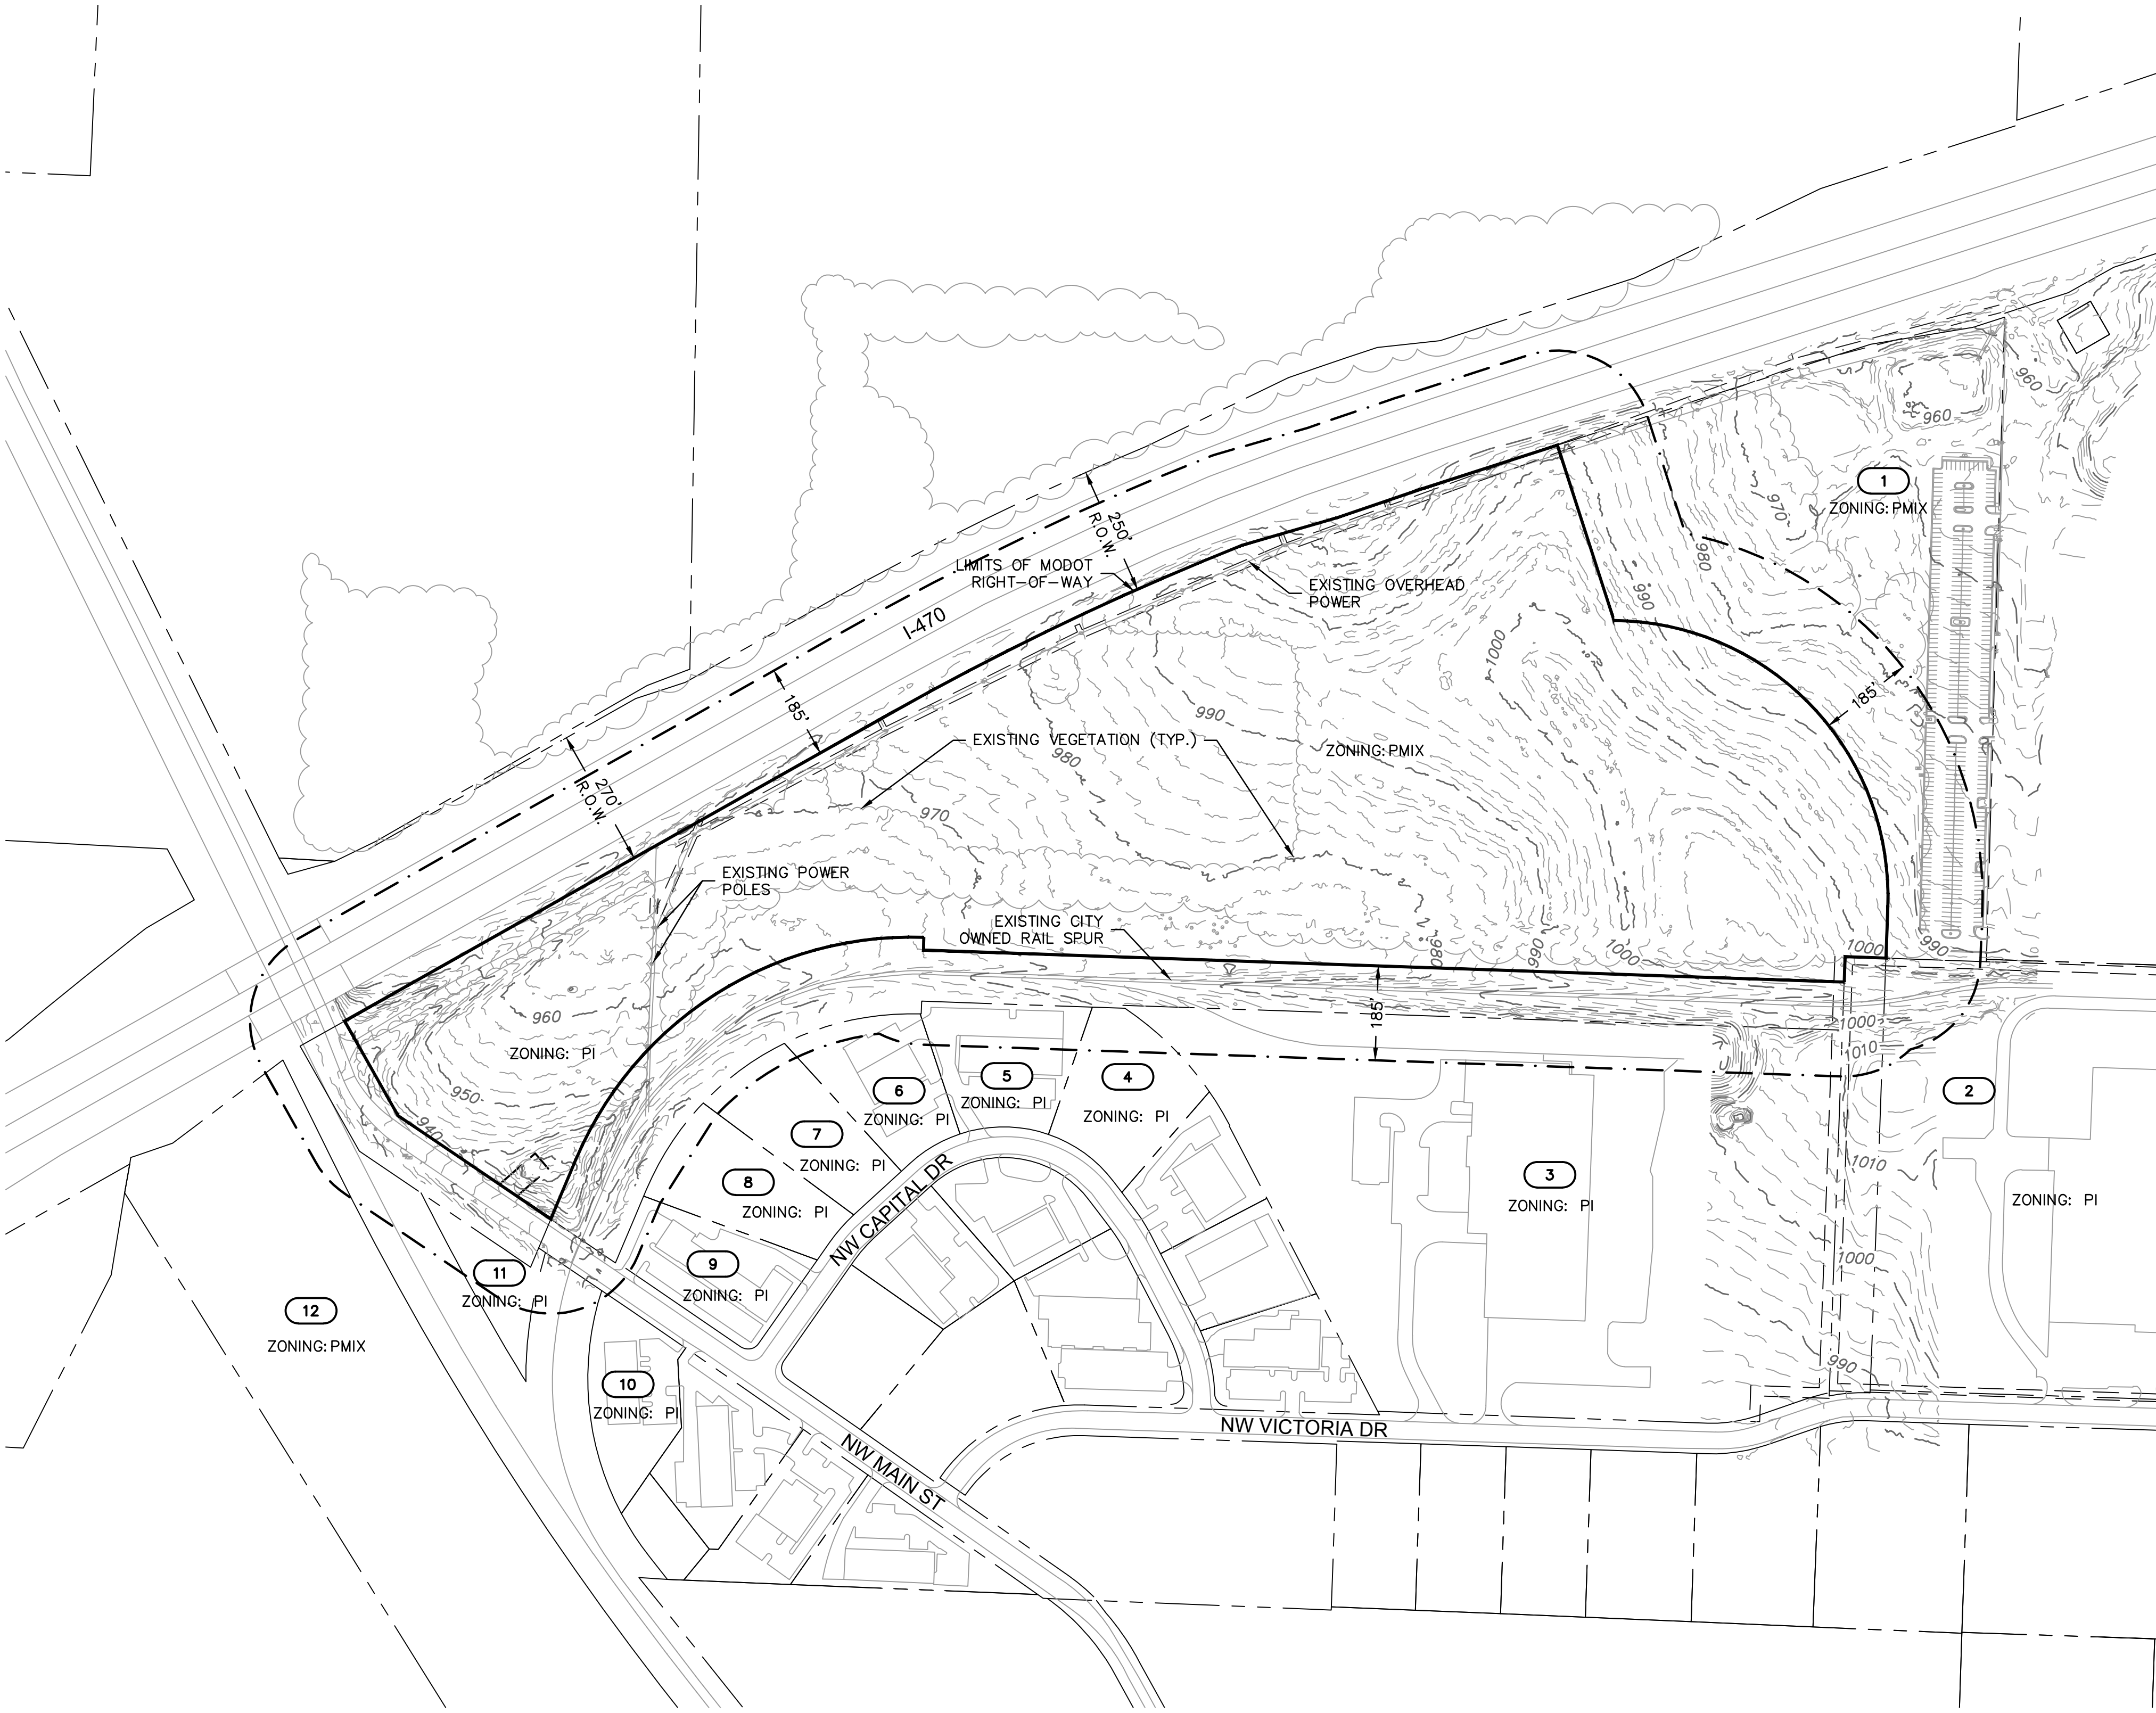 960
960
1
ZONING: PMIX
970
980
250'
R.O.W.
LIMITS OF MODOT
RIGHT-OF-WAY
EXISTING OVERHEAD
POWER
990
I-470
1000
185'
185'
990
EXISTING VEGETATION (TYP.)
ZONING: PMIX
980
270'
R.O.W.
970
EXISTING POWER
POLES
EXISTING CITY
OWNED RAIL SPUR
980
990
1000
1000
990
185'
960
ZONING: PI
1000
1010
950
940
6
ZONING: PI
5
ZONING: PI
4
ZONING: PI
2
7
ZONING: PI
8
ZONING: PI
NW CAPITAL DR
3
ZONING: PI
1010
ZONING: PI
9
ZONING: PI
11
ZONING: PI
1000
12
ZONING: PMIX
10
ZONING: PI
990
NW VICTORIA DR
NW MAIN ST